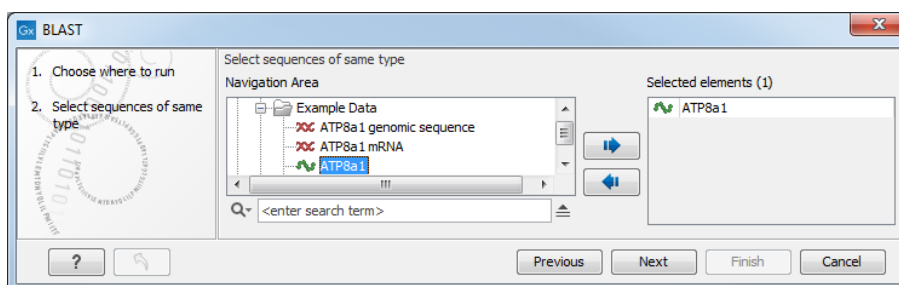 Gx BLAST
1. Choose where to run
2. Select sequences of same
type
Select sequences of same type
Navigation Area
Example Data
ATP8a1 genomic sequence
ATP8a1 mRNA
ATP8a1
<enter search term>
Selected elements (1)
ATP8a1
?
Previous
Next
Finish
Cancel